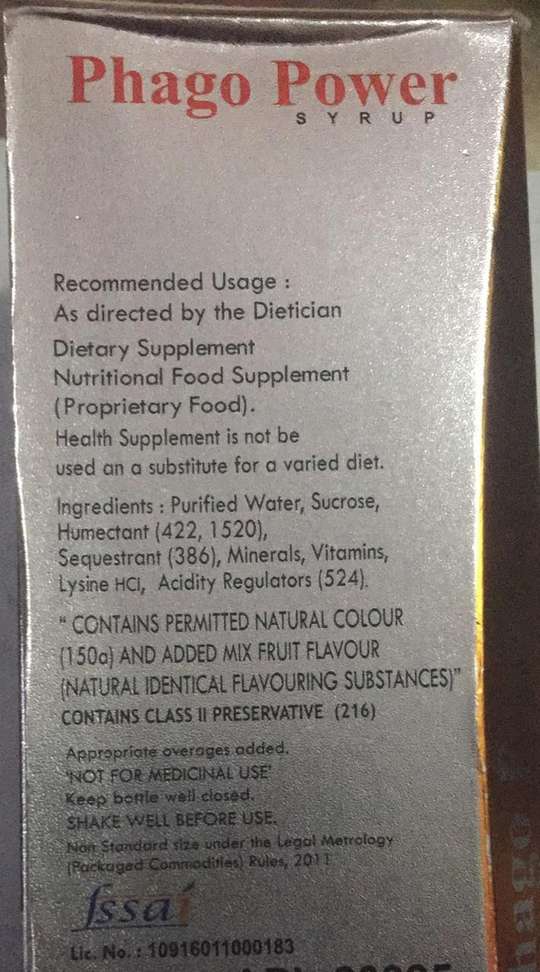 Phago Power
SYRUP
Recommended Usage :
As directed by the Dietician
Dietary Supplement
Nutritional Food Supplement
(Proprietary Food).
Health Supplement is not be
used an a substitute for a varied diet.
Ingredients : Purified Water, Sucrose,
Humectant (422, 1520),
Sequestrant (386), Minerals, Vitamins,
Lysine HCl, Acidity Regulators (524).
" CONTAINS PERMITTED NATURAL COLOUR
(150a) AND ADDED MIX FRUIT FLAVOUR
(NATURAL IDENTICAL FLAVOURING SUBSTANCES)"
CONTAINS CLASS II PRESERVATIVE (216)
Appropriate overages added.
'NOT FOR MEDICINAL USE'
Keep bottle well closed.
SHAKE WELL BEFORE USE.
Non Standard size under the Legal Metrology
(Packaged Commodities) Rules, 2011
fssai
Lic. No. : 10916011000183